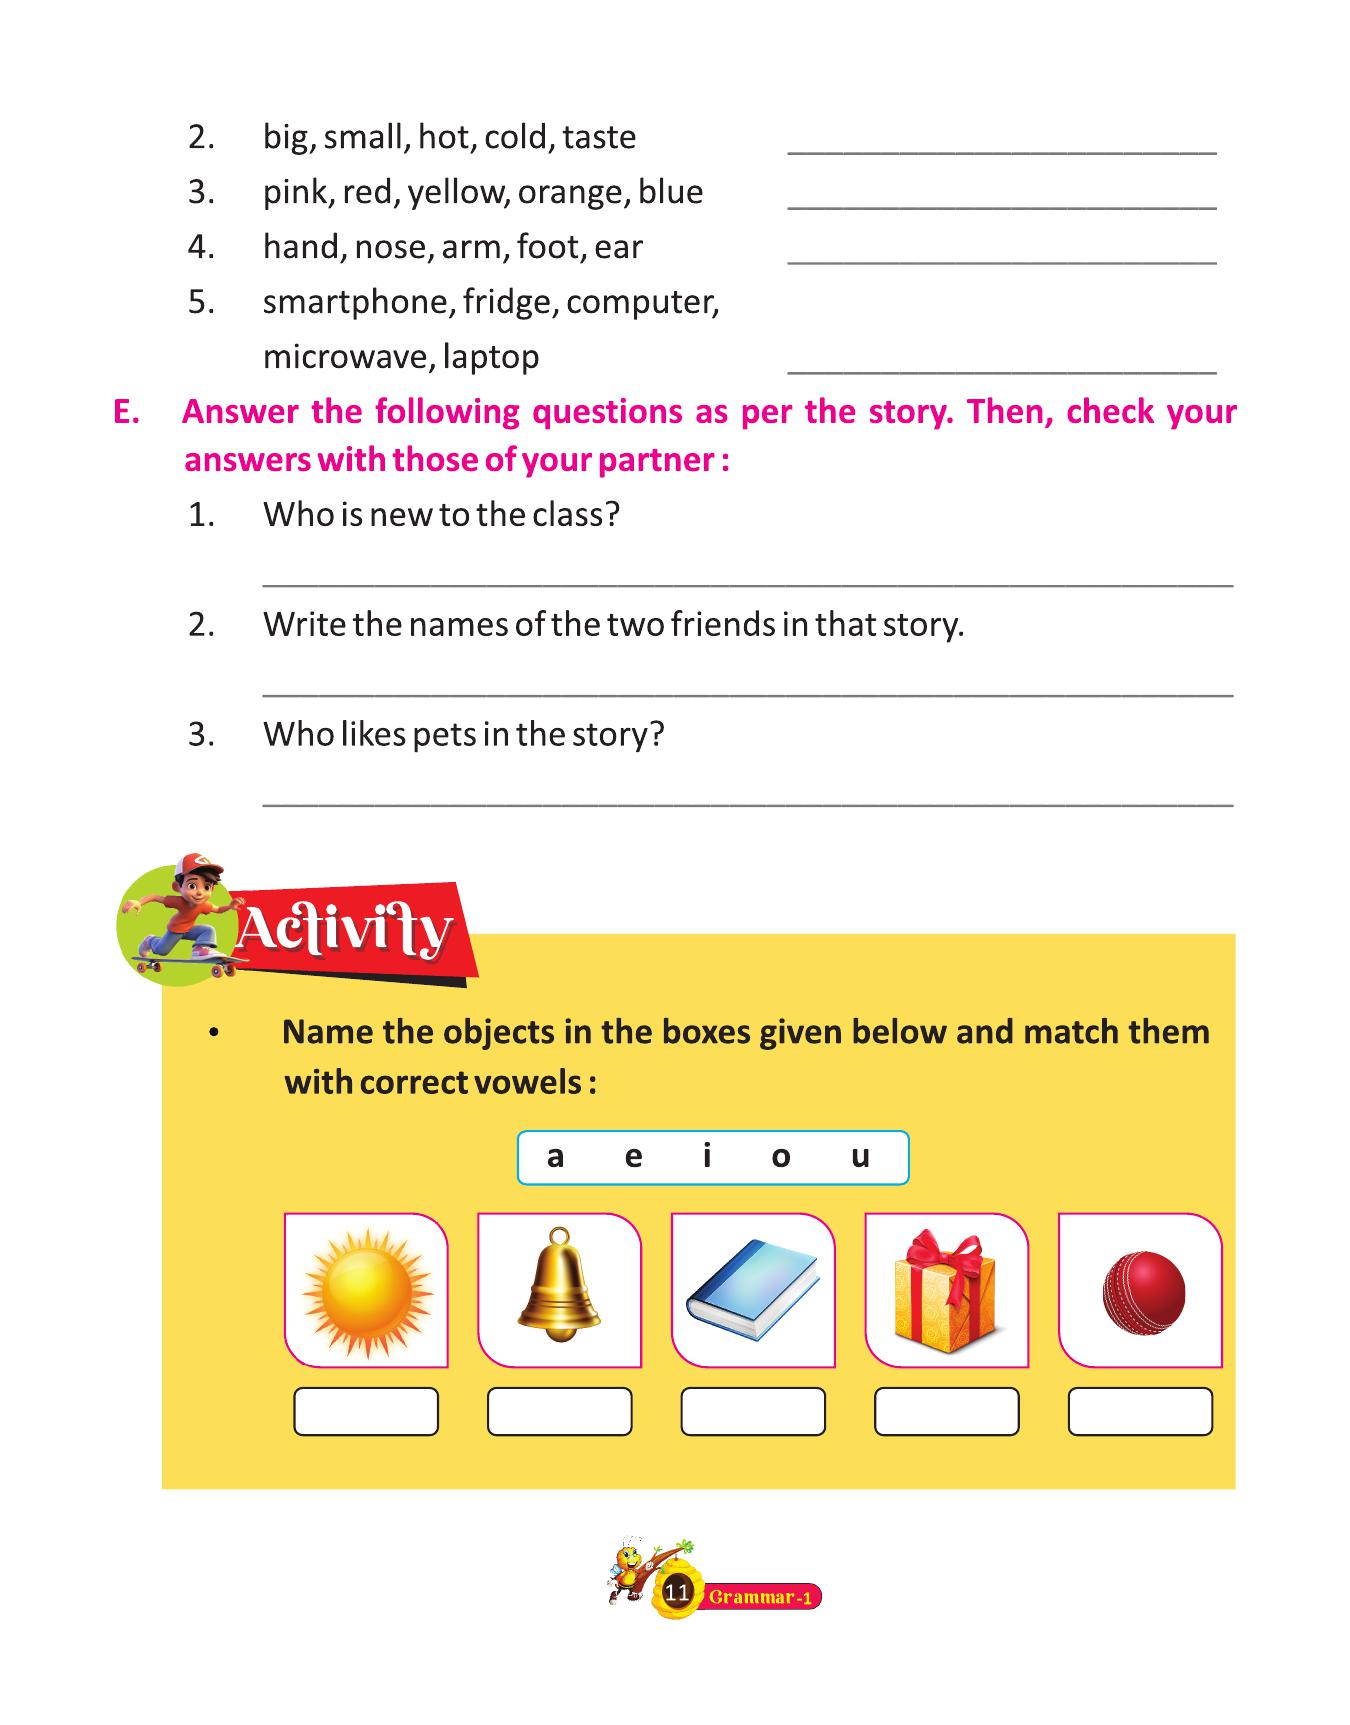 2. big, small, hot, cold, taste ____________________
3. pink, red, yellow, orange, blue ____________________
4. hand, nose, arm, foot, ear ____________________
5. smartphone, fridge, computer,
microwave, laptop ____________________
E. Answer the following questions as per the story. Then, check your
answers with those of your partner :
1. Who is new to the class?
____________________
2. Write the names of the two friends in that story.
____________________
3. Who likes pets in the story?
____________________
Activity
• Name the objects in the boxes given below and match them
with correct vowels :
a e i o u
11 Grammar-1